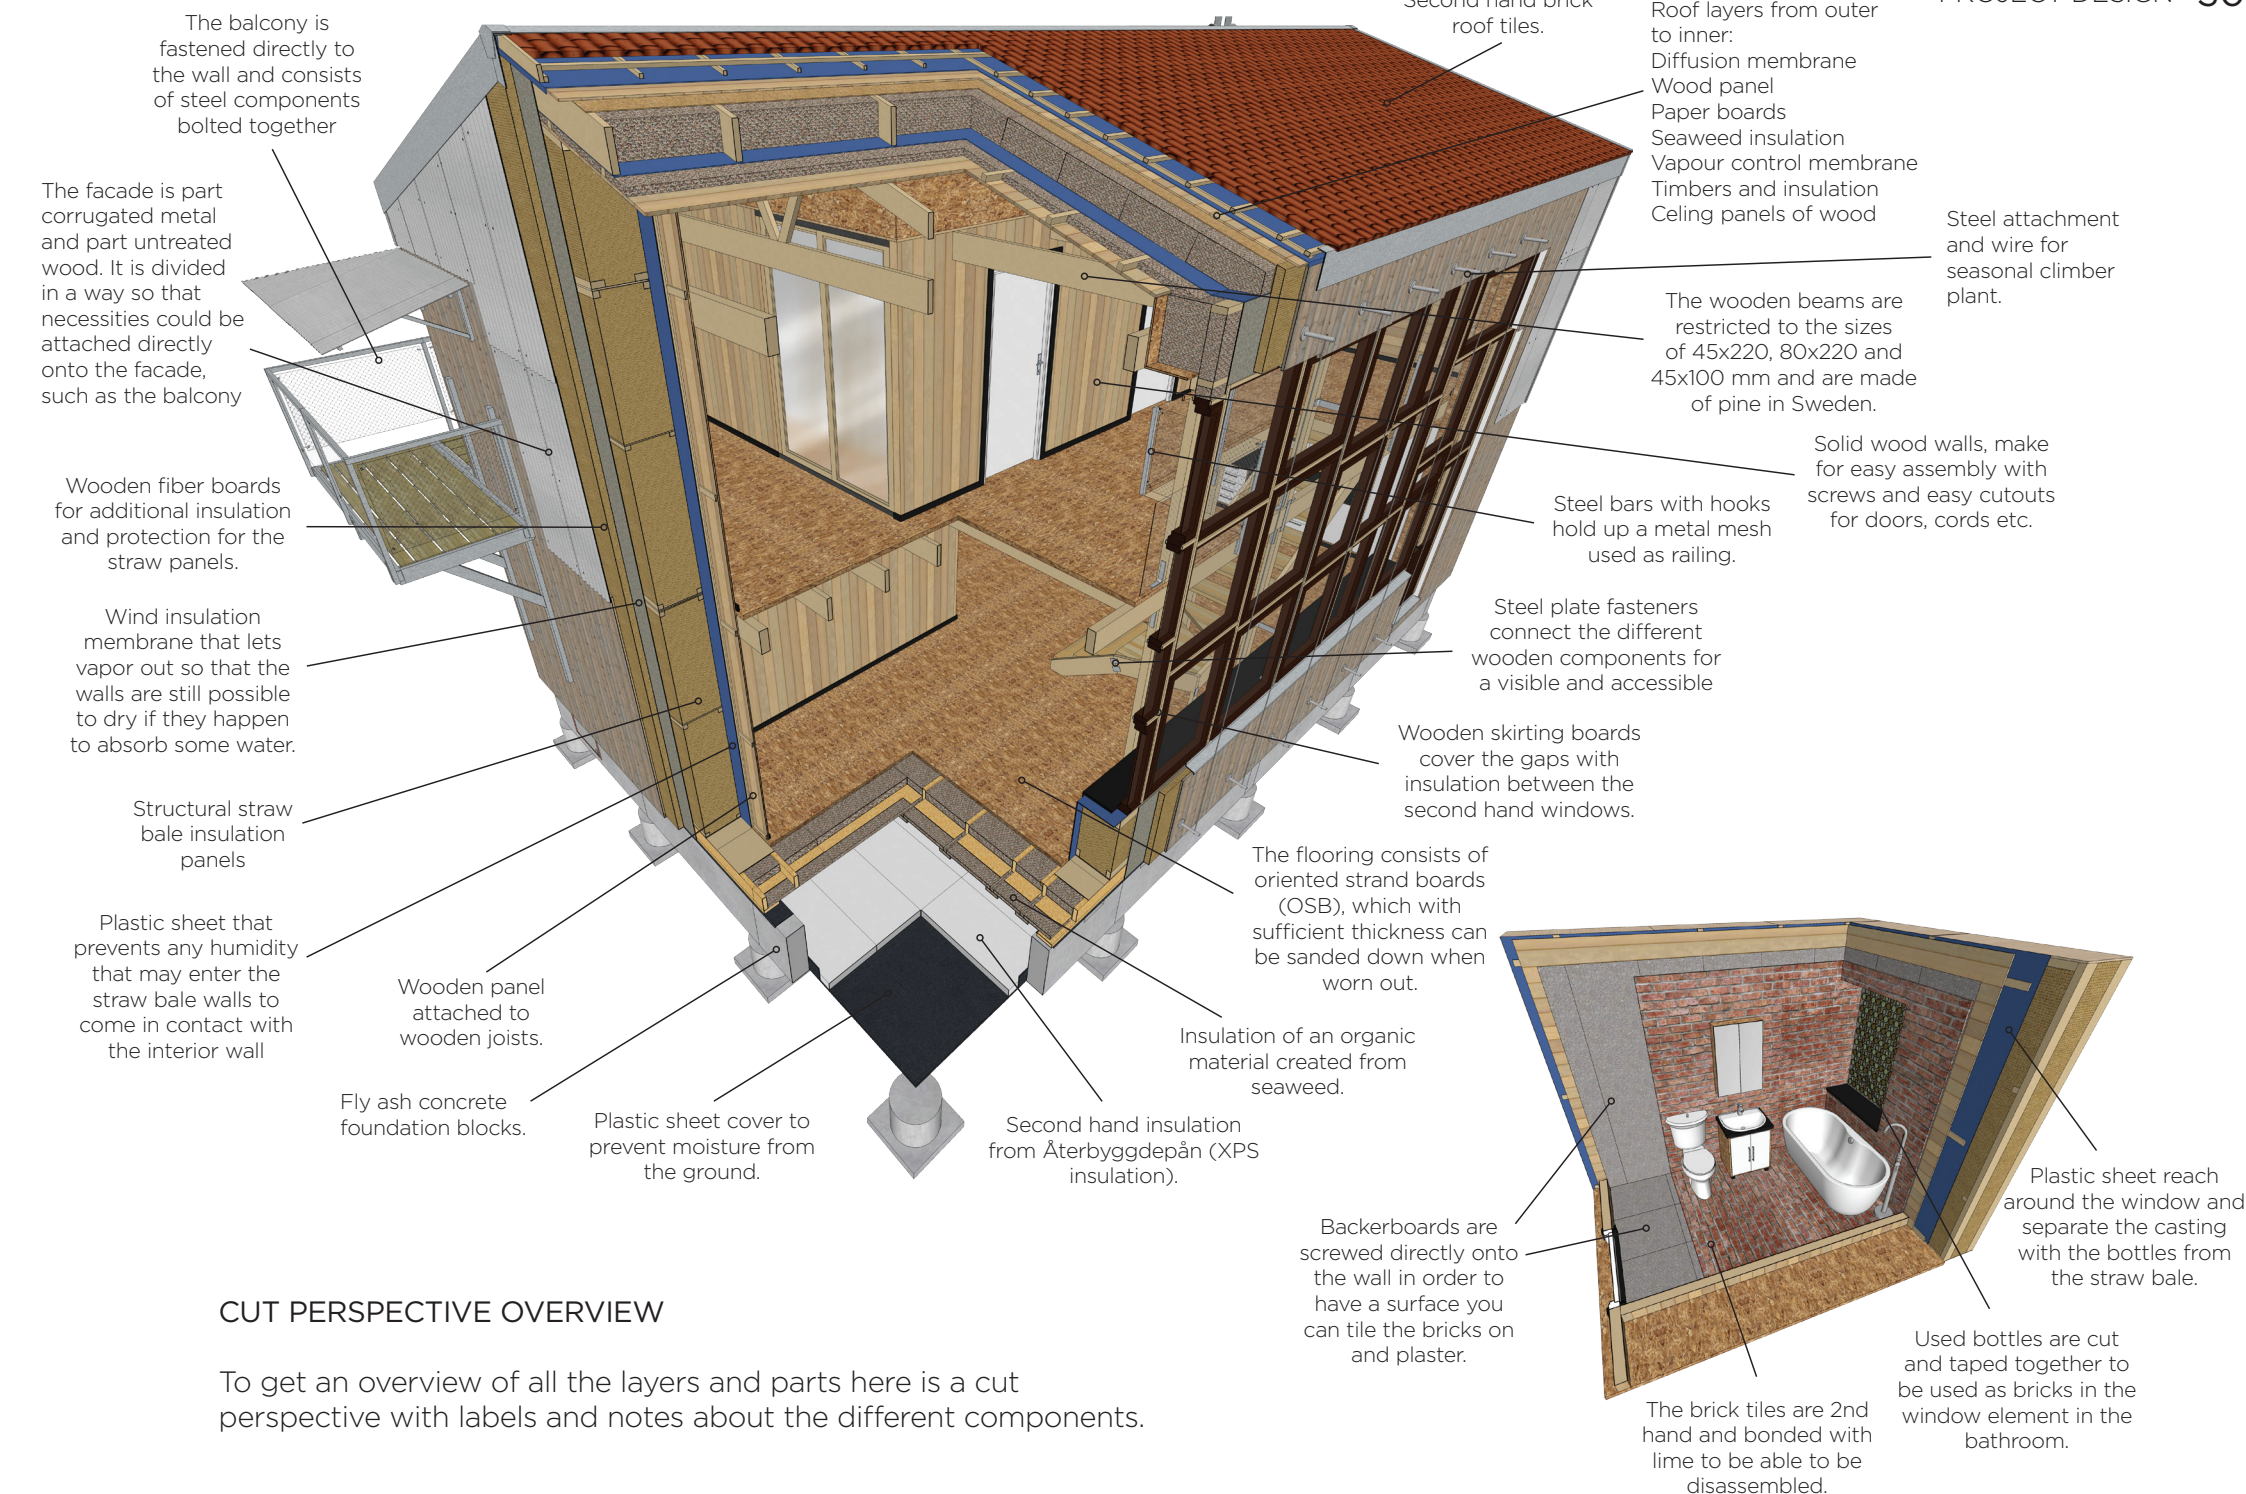 The balcony is
fastened directly to
the wall and consists
of steel components
bolted together
The facade is part
corrugated metal
and part untreated
wood. It is divided
in a way so that
necessities could be
attached directly
onto the facade,
such as the balcony
Wooden fiber boards
for additional insulation
and protection for the
straw panels.
Wind insulation
membrane that lets
vapor out so that the
walls are still possible
to dry if they happen
to absorb some water.
Structural straw
bale insulation
panels
Plastic sheet that
prevents any humidity
that may enter the
straw bale walls to
come in contact with
the interior wall
Wooden panel
attached to
wooden joists.
Fly ash concrete
foundation blocks.
Plastic sheet cover to
prevent moisture from
the ground.
Second hand insulation
from Återbyggdepån (XPS
insulation).
Insulation of an organic
material created from
seaweed.
The flooring consists of
oriented strand boards
(OSB), which with
sufficient thickness can
be sanded down when
worn out.
Wooden skirting boards
cover the gaps with
insulation between the
second hand windows.
Steel plate fasteners
connect the different
wooden components for
a visible and accessible
Steel bars with hooks
hold up a metal mesh
used as railing.
Solid wood walls, make
for easy assembly with
screws and easy cutouts
for doors, cords etc.
The wooden beams are
restricted to the sizes
of 45x220, 80x220 and
45x100 mm and are made
of pine in Sweden.
Steel attachment
and wire for
seasonal climber
plant.
Second hand brick
roof tiles.
PROJECT DESIGN
Roof layers from outer
to inner:
Diffusion membrane
Wood panel
Paper boards
Seaweed insulation
Vapour control membrane
Timbers and insulation
Celing panels of wood
Plastic sheet reach
around the window and
separate the casting
with the bottles from
the straw bale.
Backerboards are
screwed directly onto
the wall in order to
have a surface you
can tile the bricks on
and plaster.
Used bottles are cut
and taped together to
be used as bricks in the
window element in the
bathroom.
The brick tiles are 2nd
hand and bonded with
lime to be able to be
disassembled.
CUT PERSPECTIVE OVERVIEW
To get an overview of all the layers and parts here is a cut
perspective with labels and notes about the different components.